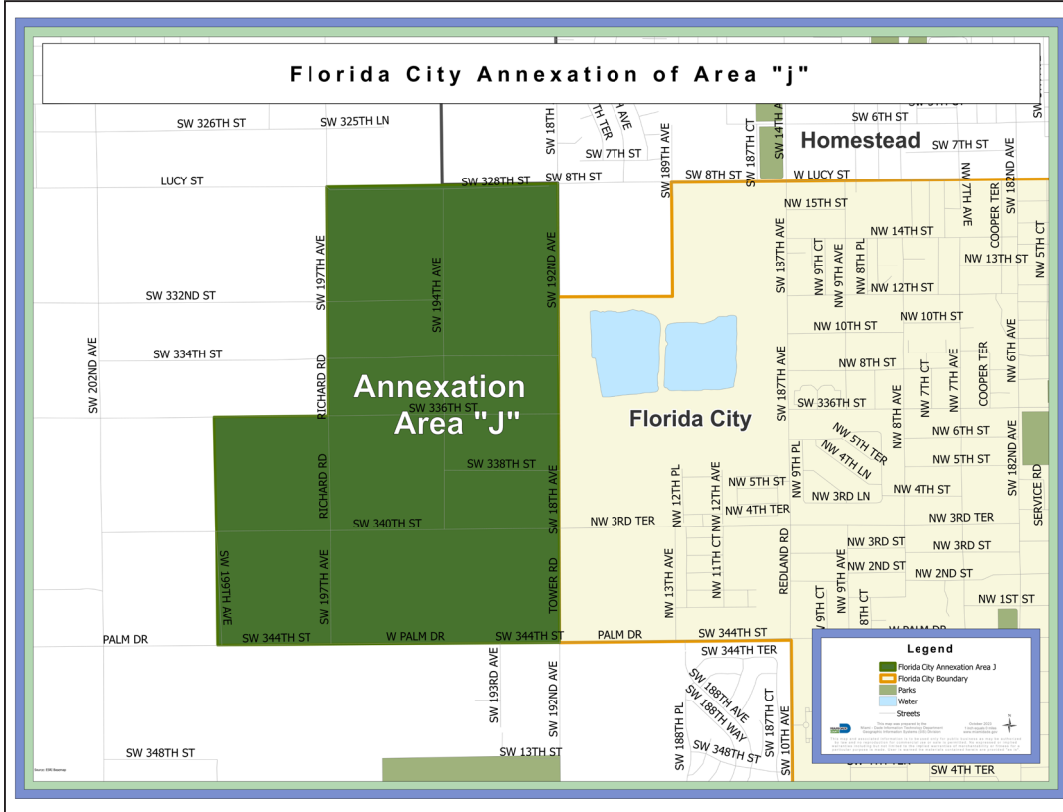 Florida City Annexation of Area "j"
SW 326TH ST
SW 325TH LN
SW 18TH
TH TER
AVE
SW 7TH ST
SW 189TH AVE
SW 187TH CT
SW 14TH A
SW 6TH ST
Homestead
SW 7TH ST
LUCY ST
SW 328TH ST
SW 8TH ST
SW 8TH ST
W LUCY ST
NW 7TH AVE
COOPER TER
SW 182ND AVE
NW 15TH ST
SW 197TH AVE
SW 194TH AVE
SW 192ND AVE
SW 187TH AVE
NW 9TH CT
NW 9TH AVE
NW 8TH PL
NW 14TH ST
NW 13TH ST
NW 5TH CT
SW 332ND ST
NW 12TH ST
NW 10TH ST
NW 10TH ST
SW 202ND AVE
SW 334TH ST
RICHARD RD
SW 187TH AVE
NW 8TH ST
NW 7TH CT
NW 7TH AVE
COOPER TER
NW 6TH AVE
Annexation
Area "J"
SW 336TH ST
Florida City
SW 336TH ST
NW 8TH AVE
NW 5TH TER
NW 4TH LN
NW 6TH ST
SW 182ND AVE
RICHARD RD
SW 338TH ST
SW 18TH AVE
NW 12TH PL
NW 12TH AVE
NW 5TH ST
NW 9TH PL
NW 5TH ST
NW 3RD LN
NW 4TH ST
SERVICE RD
NW 4TH TER
SW 340TH ST
NW 3RD TER
NW 3RD TER
SW 199TH AVE
SW 197TH AVE
TOWER RD
NW 13TH AVE
NW 11TH CT
REDLAND RD
NW 9TH AVE
NW 3RD ST
NW 3RD ST
NW 2ND ST
NW 2ND ST
9TH CT
8TH CT
NW 1ST ST
PALM DR
SW 344TH ST
W PALM DR
SW 344TH ST
PALM DR
SW 344TH ST
W PALM DR
SW 344TH TER
SW 193RD AVE
SW 192ND AVE
SW 188TH PL
SW 188TH AVE
SW 188TH WAY
SW 187TH CT
SW 10TH AVE
SW 348TH ST
SW 13TH ST
SW 348TH ST
SW 4TH TER
Legend
Florida City Annexation Area J
Florida City Boundary
Parks
Water
Streets
N